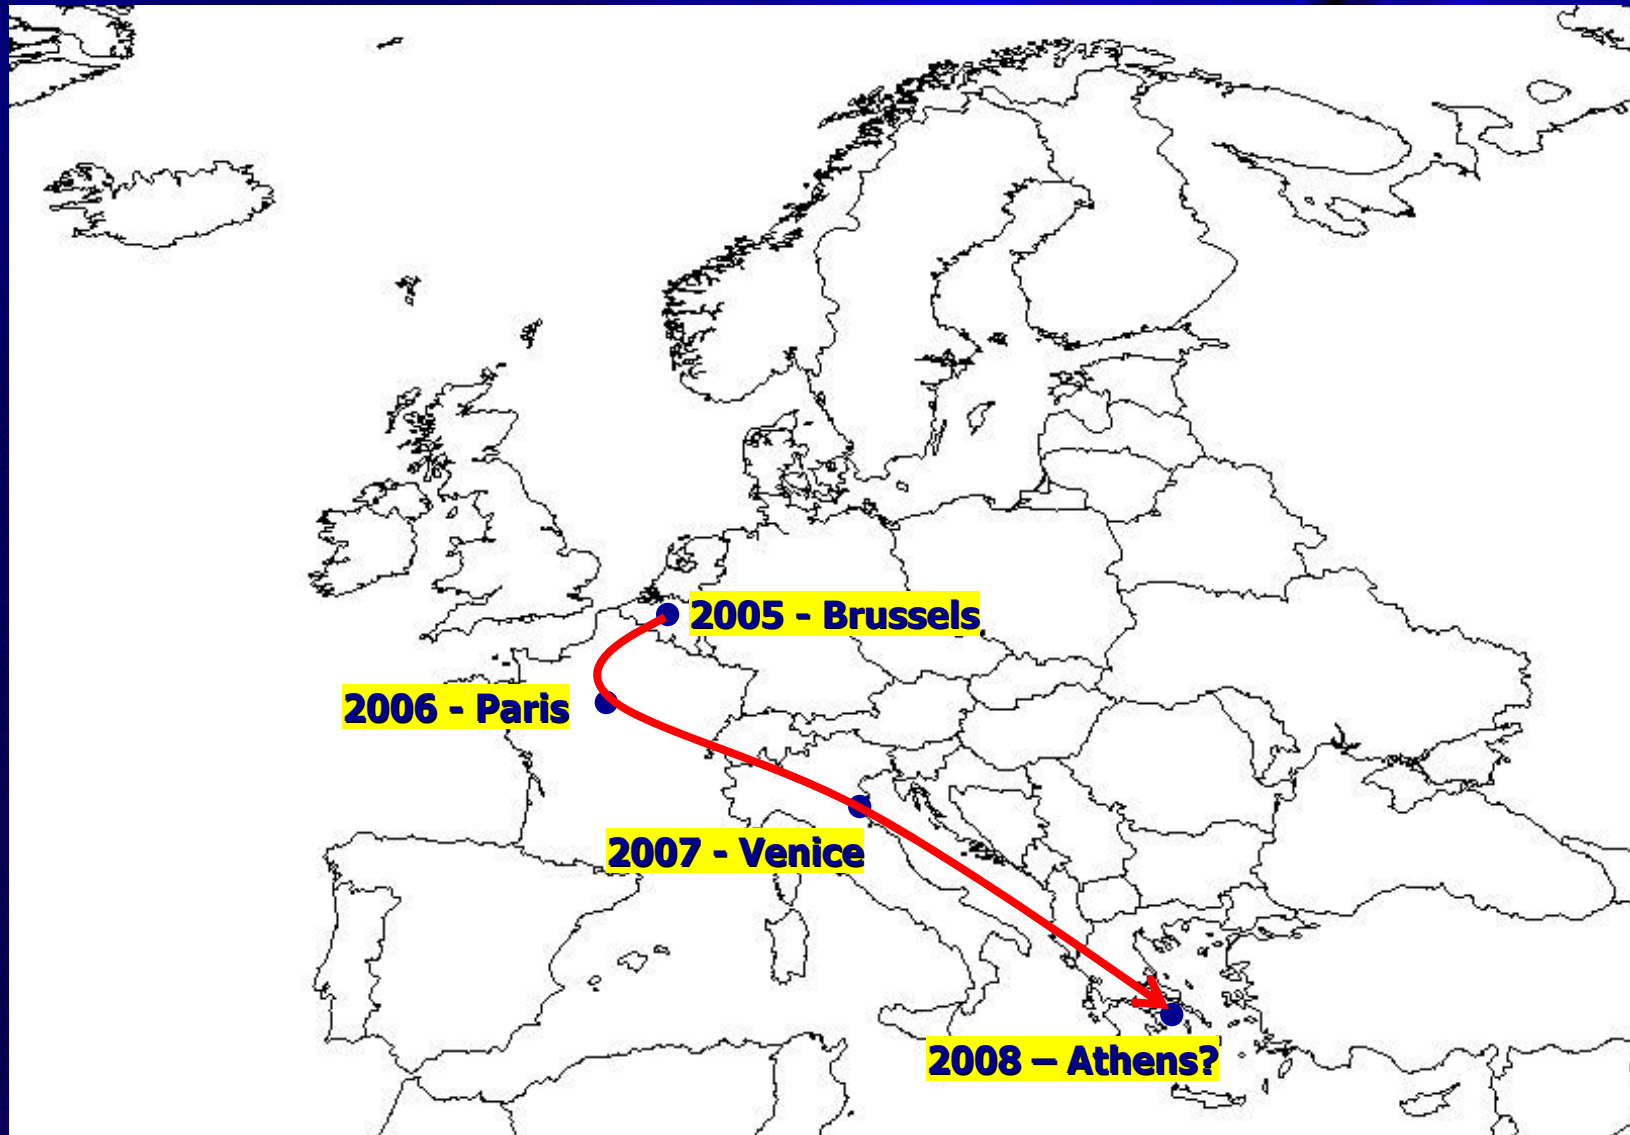 2005 - Brussels
2006 - Paris
2007 - Venice
2008 – Athens?